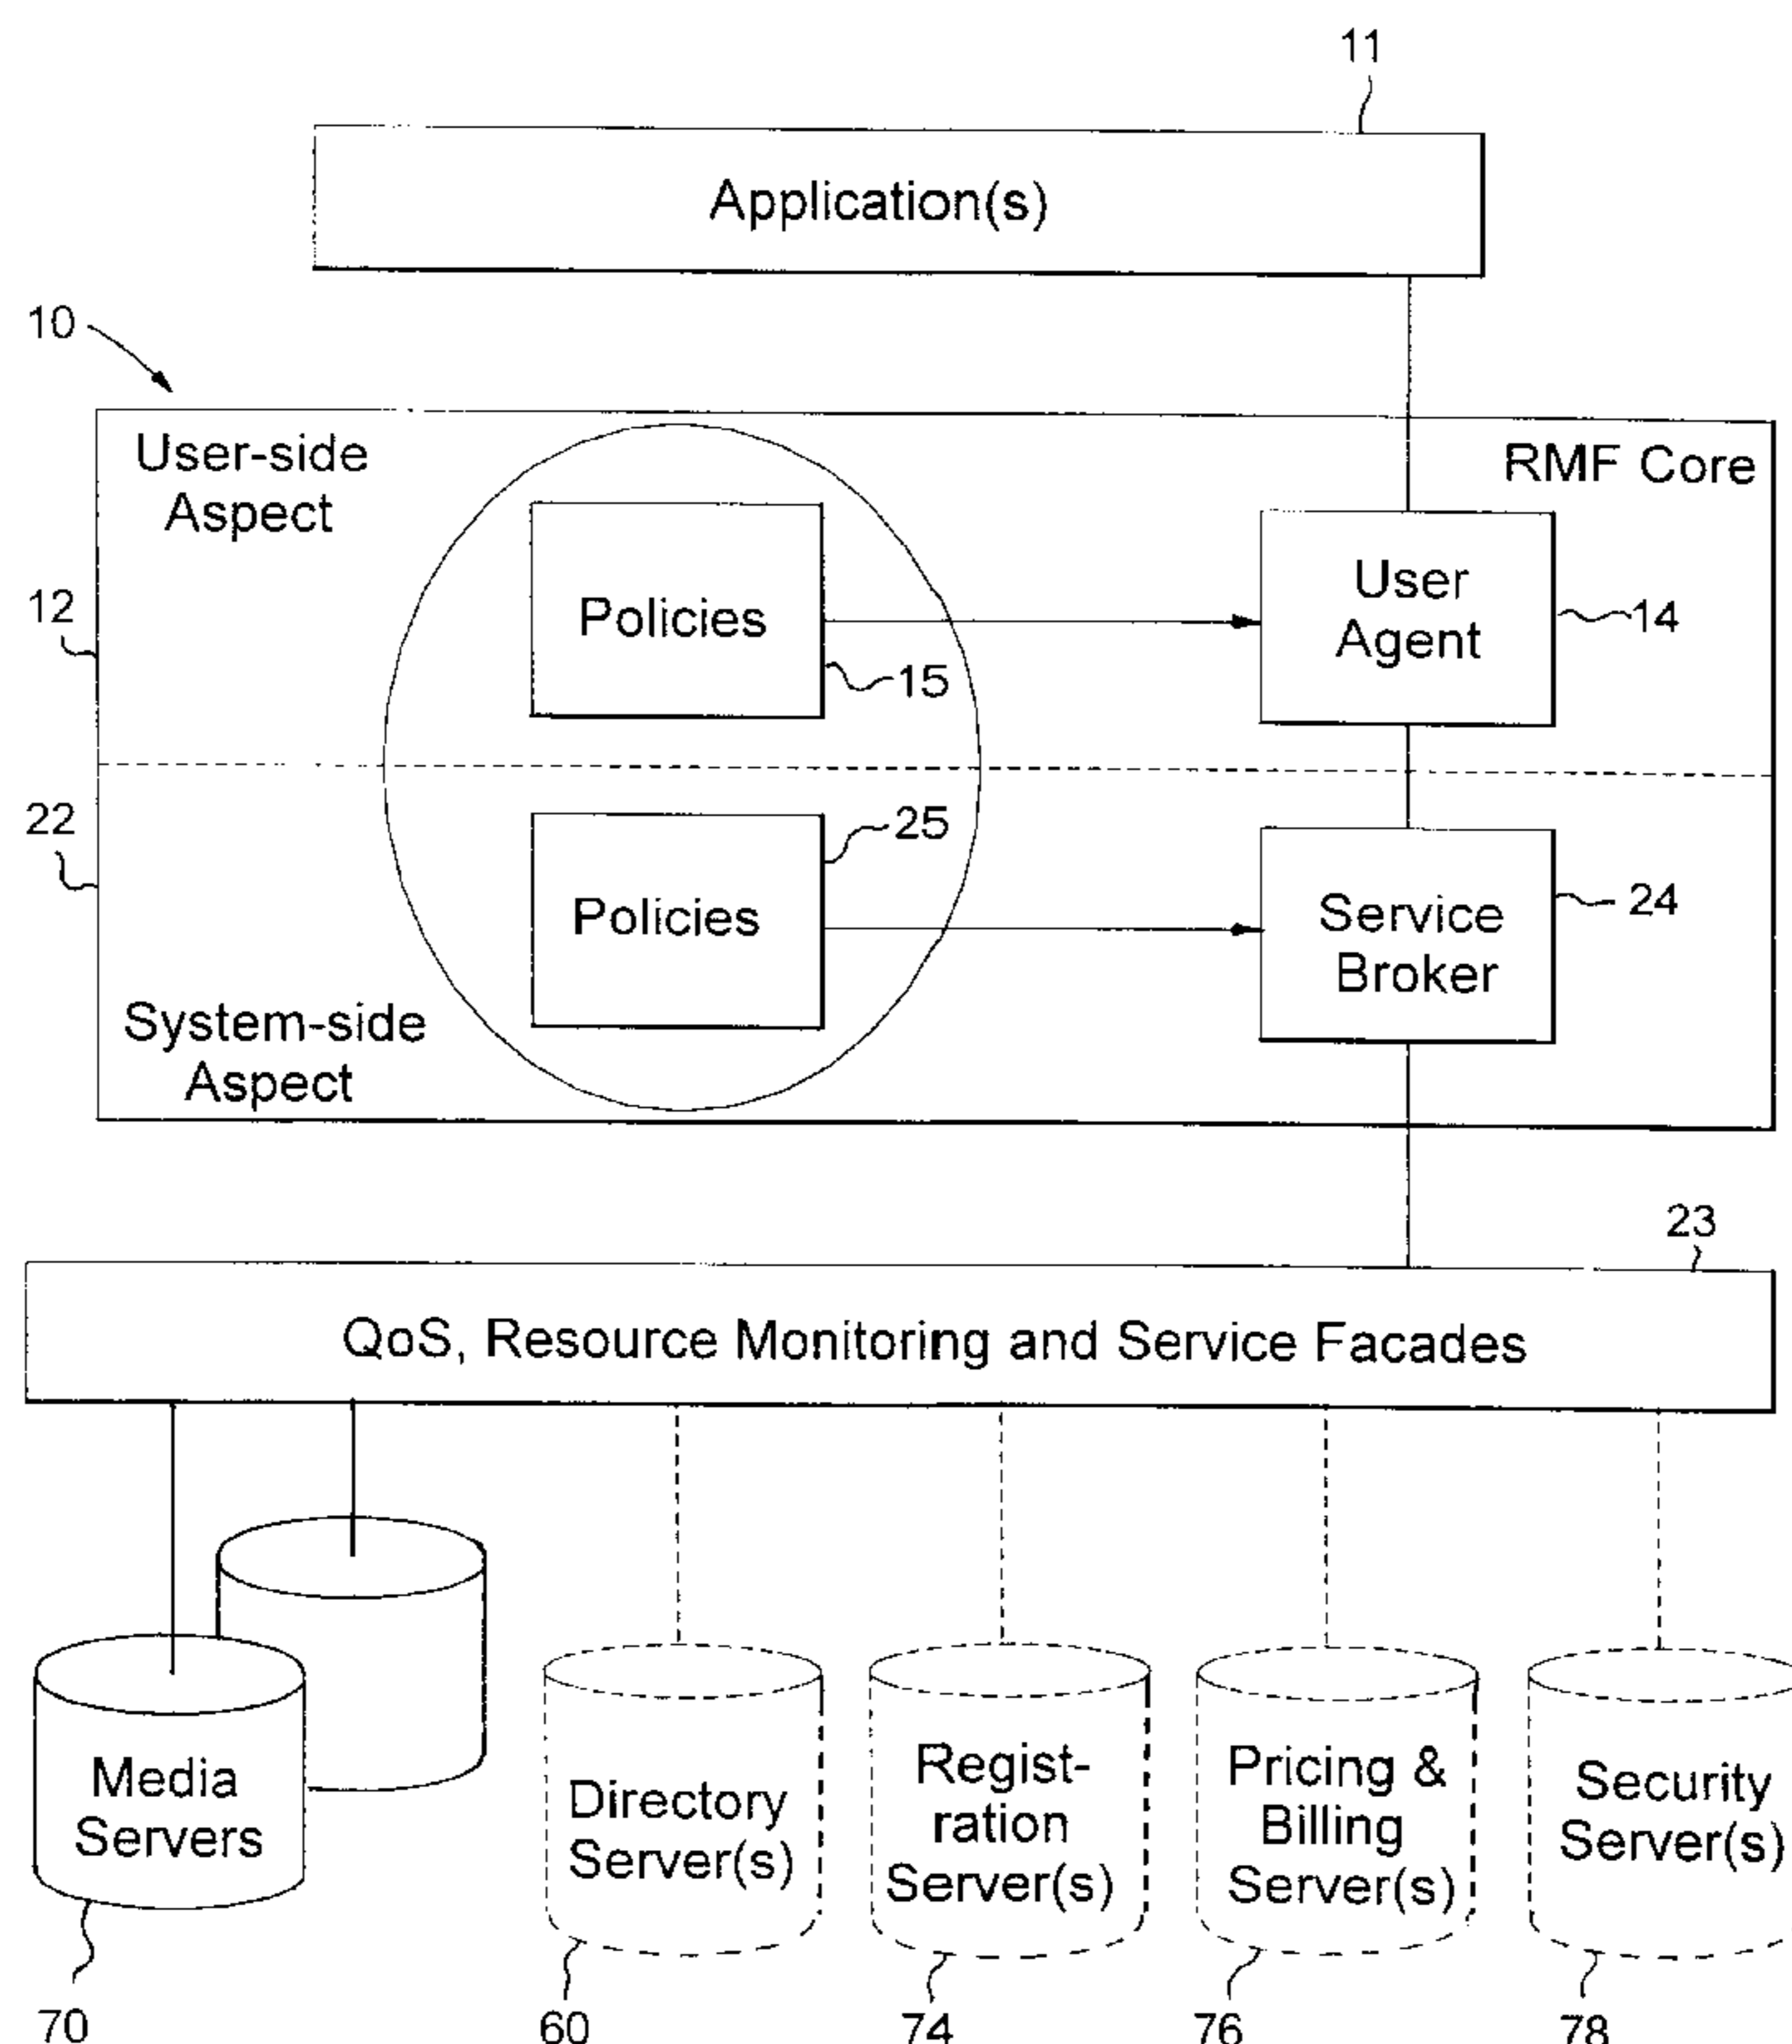 11
Application(s)
10
User-side
Aspect
RMF Core
12
Policies
15
User
Agent
14
22
25
Policies
Service
Broker
24
System-side
Aspect
23
QoS, Resource Monitoring and Service Facades
Media
Servers
Directory
Server(s)
Regist-
ration
Server(s)
Pricing &
Billing
Server(s)
Security
Server(s)
70
60
74
76
78